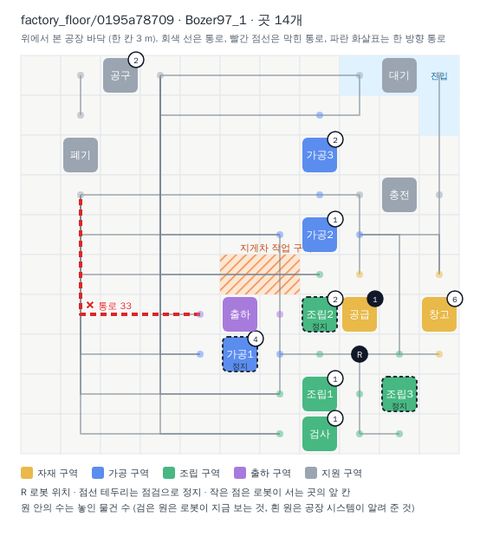 factory_floor/0195a78709 · Bozer97_1 · 곳 14개
위에서 본 공장 바닥 (한 칸 3 m). 회색 선은 통로, 빨간 점선은 막힌 통로, 파란 화살표는 한 방향 통로
공구 2
대기
전립
폐기
가공3 2
충전
가공2 1
지게차 작업 구
✕ 통로 33
출하
조립2 2
정지
공급 1
창고 6
가공1 4
정지
R
조립1 1
조립3
정지
검사 1
자재 구역 가공 구역 조립 구역 출하 구역 지원 구역
R 로봇 위치 · 점선 테두리는 점검으로 정지 · 작은 점은 로봇이 서는 곳의 앞 칸
원 안의 수는 놓인 물건 수 (검은 원은 로봇이 지금 보는 것, 흰 원은 공장 시스템이 알려 준 것)